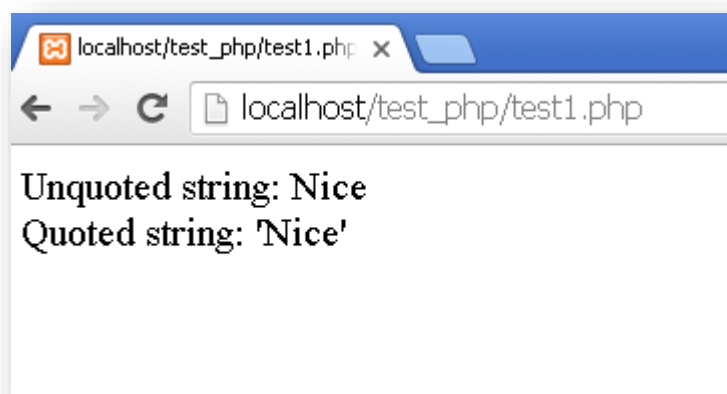 localhost/test_php/test1.php
localhost/test_php/test1.php
Unquoted string: Nice
Quoted string: 'Nice'